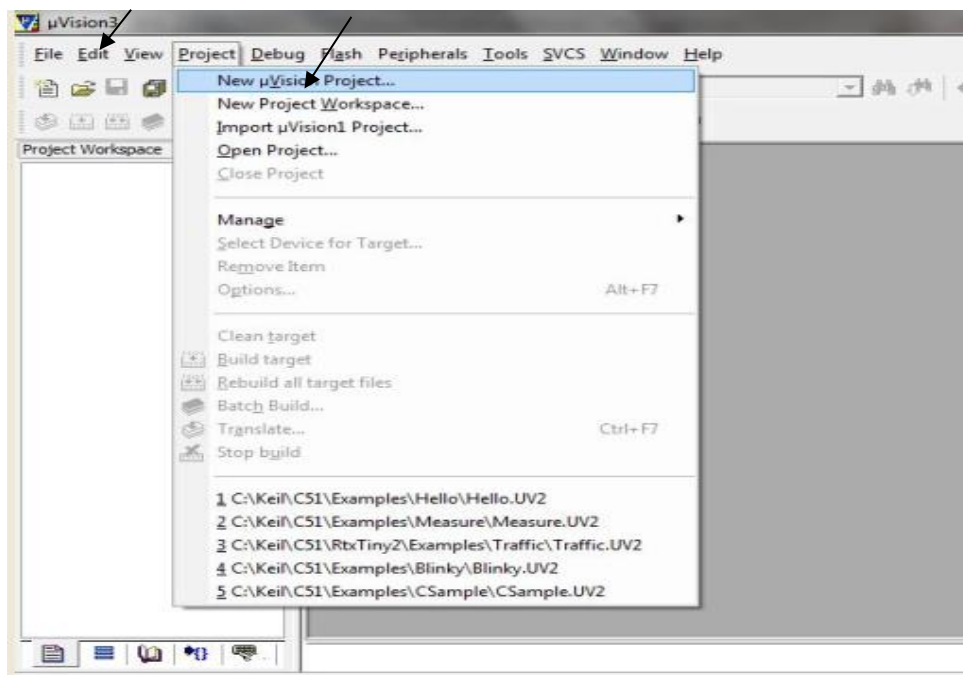 µVision3
File Edit View Project Debug Flash Peripherals Tools SVCS Window Help
New µVision Project...
New Project Workspace...
Import µVision1 Project...
Open Project...
Close Project
Project Workspace
Manage
Select Device for Target...
Remove Item
Options... Alt+F7
Clean target
Build target
Rebuild all target files
Batch Build...
Translate... Ctrl+F7
Stop build
1 C:\Keil\C51\Examples\Hello\Hello.UV2
2 C:\Keil\C51\Examples\Measure\Measure.UV2
3 C:\Keil\C51\RtxTiny2\Examples\Traffic\Traffic.UV2
4 C:\Keil\C51\Examples\Blinky\Blinky.UV2
5 C:\Keil\C51\Examples\CSample\CSample.UV2